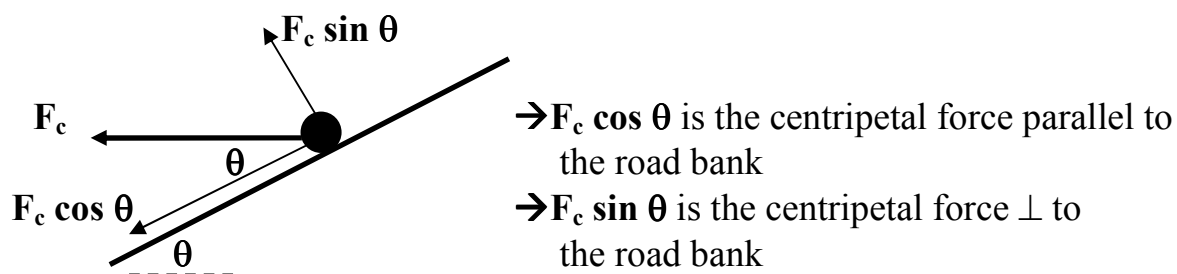 F_c sin θ
F_c
→F_c cos θ is the centripetal force parallel to
the road bank
θ
F_c cos θ
→F_c sin θ is the centripetal force ⊥ to
the road bank
θ